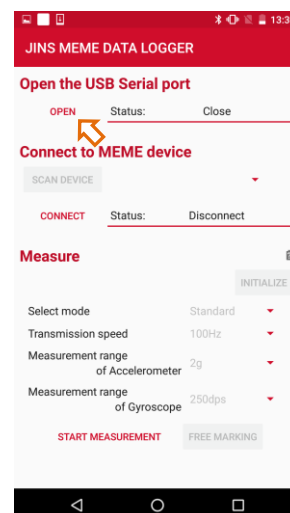 13:3
JINS MEME DATA LOGGER
Open the USB Serial port
OPEN Status: Close
Connect to MEME device
SCAN DEVICE
CONNECT Status: Disconnect
Measure
INITIALIZE
Select mode Standard
Transmission speed 100Hz
Measurement range
of Accelerometer 2g
Measurement range
of Gyroscope 250dps
START MEASUREMENT FREE MARKING